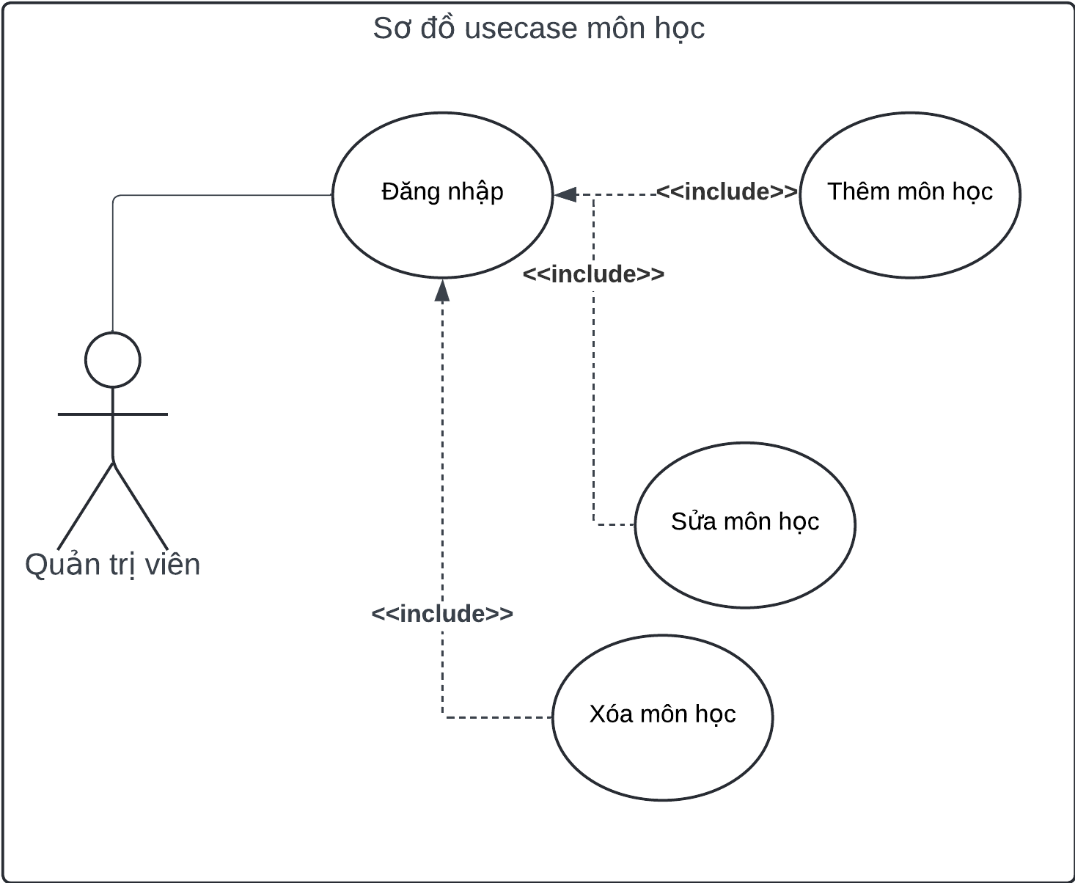 Sơ đồ usecase môn học
Đăng nhập
<<include>>
Thêm môn học
<<include>>
Sửa môn học
Quản trị viên
<<include>>
Xóa môn học